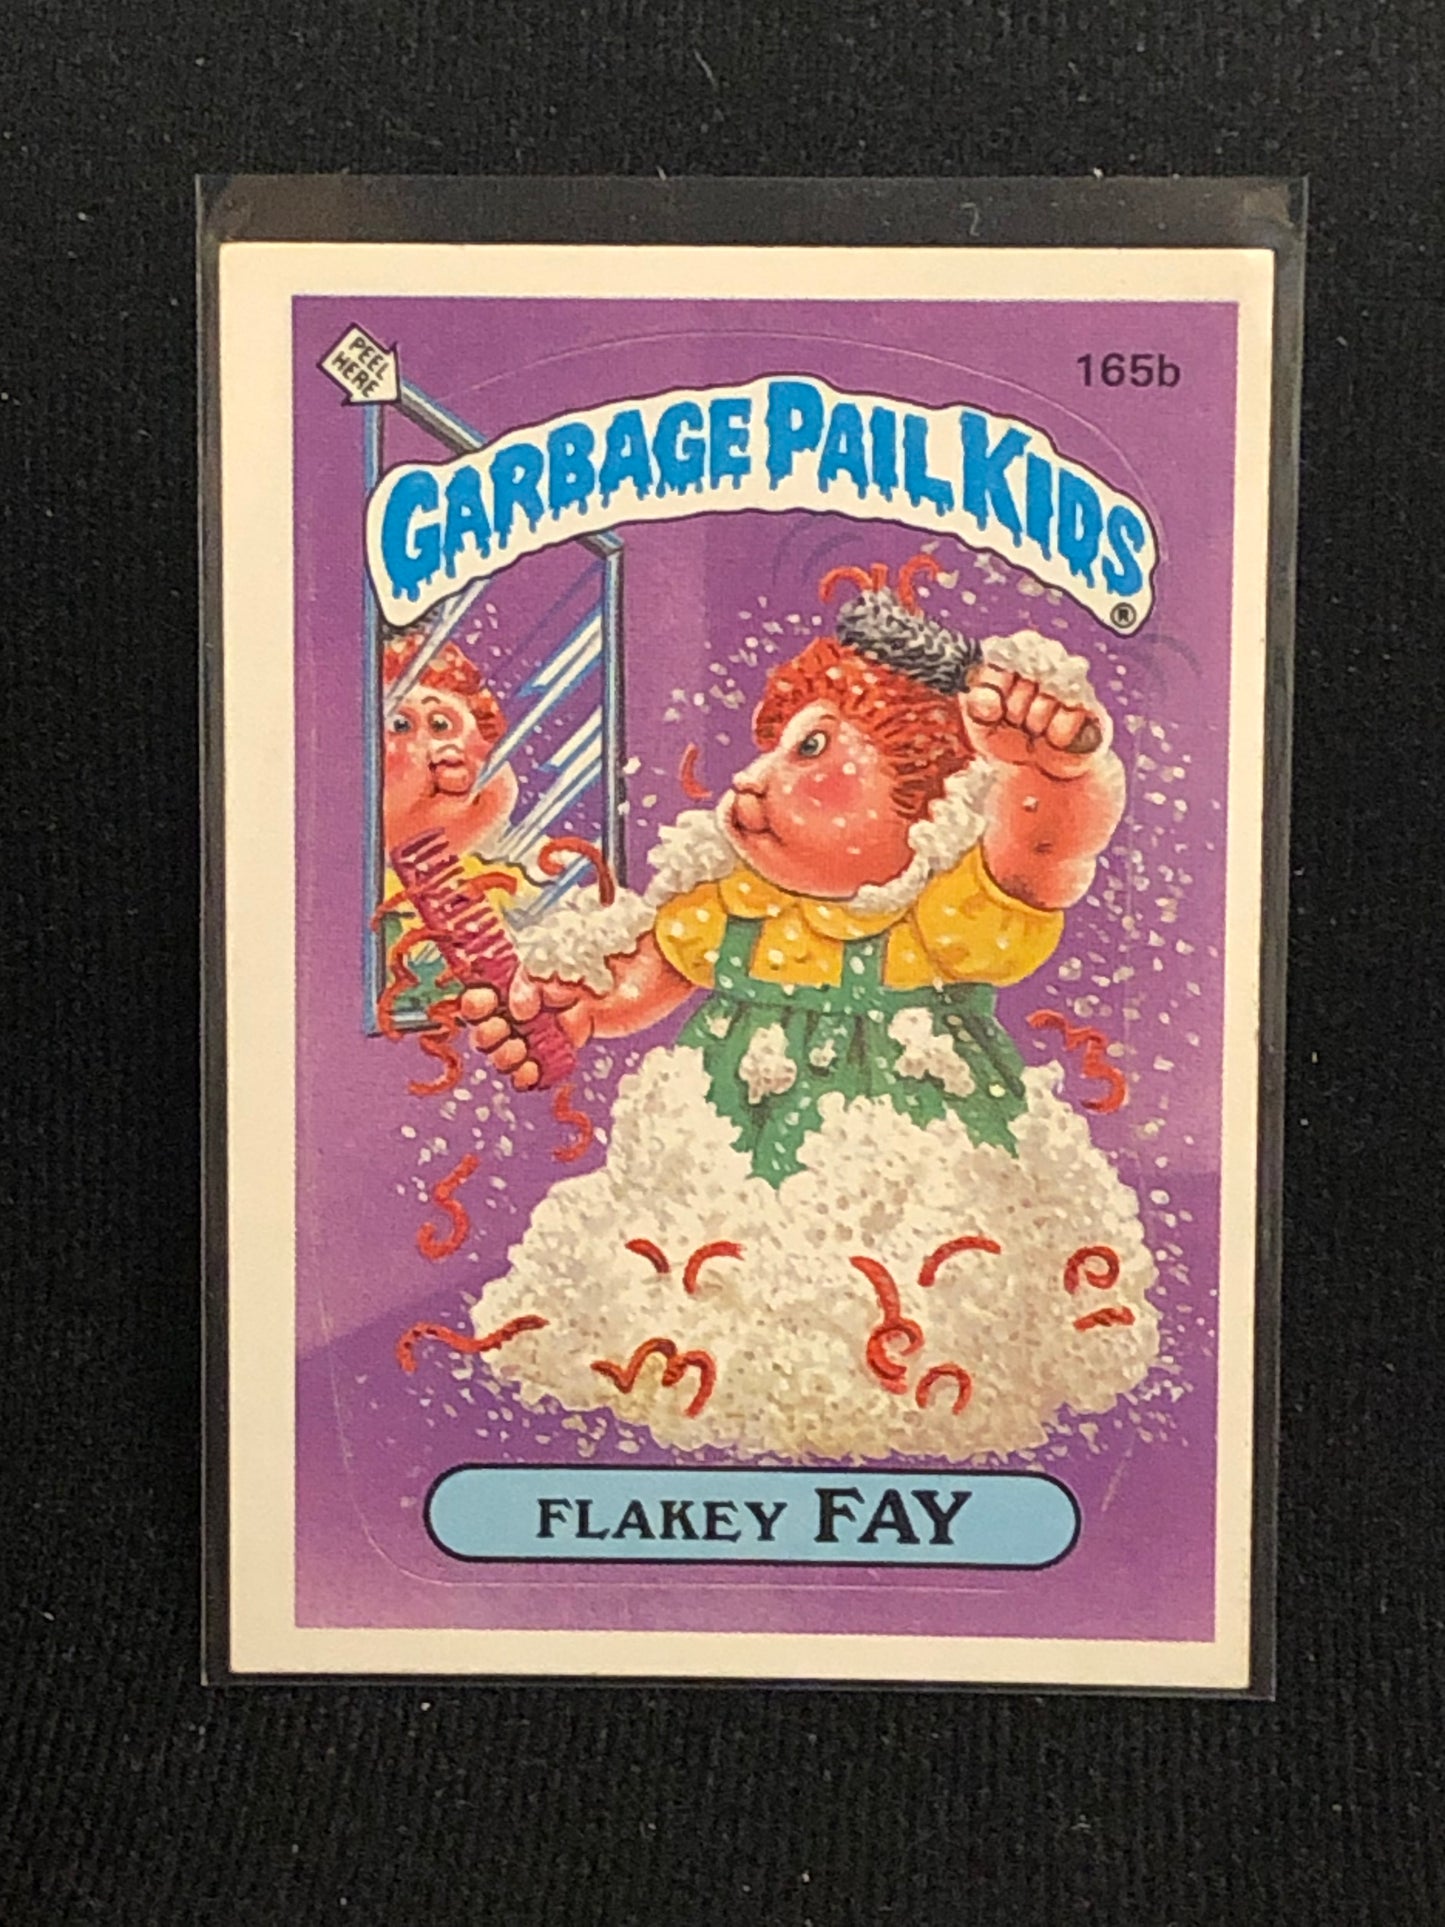 PEEL
HERE
165b
GARBAGE PAIL KIDS
®
FLAKEY FAY